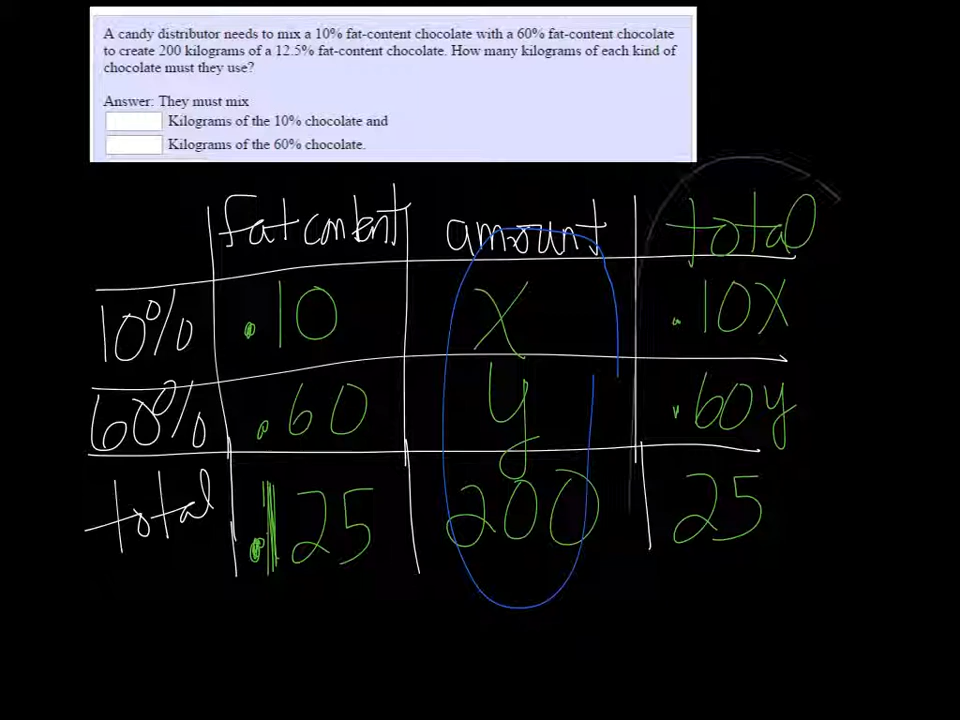 A candy distributor needs to mix a 10% fat-content chocolate with a 60% fat-content chocolate
to create 200 kilograms of a 12.5% fat-content chocolate. How many kilograms of each kind of
chocolate must they use?
Answer: They must mix
Kilograms of the 10% chocolate and
Kilograms of the 60% chocolate.
fat content amount total
10% .10 x .10x
60% .60 y .60y
total .125 200 25